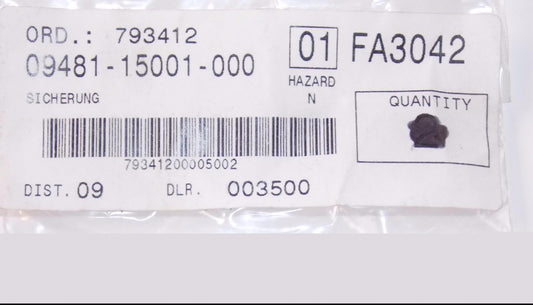 ORD.: 793412
01 FA3042
09481-15001-000
HAZARD
N
SICHERUNG
QUANTITY
79341200005002
DIST. 09 DLR. 003500